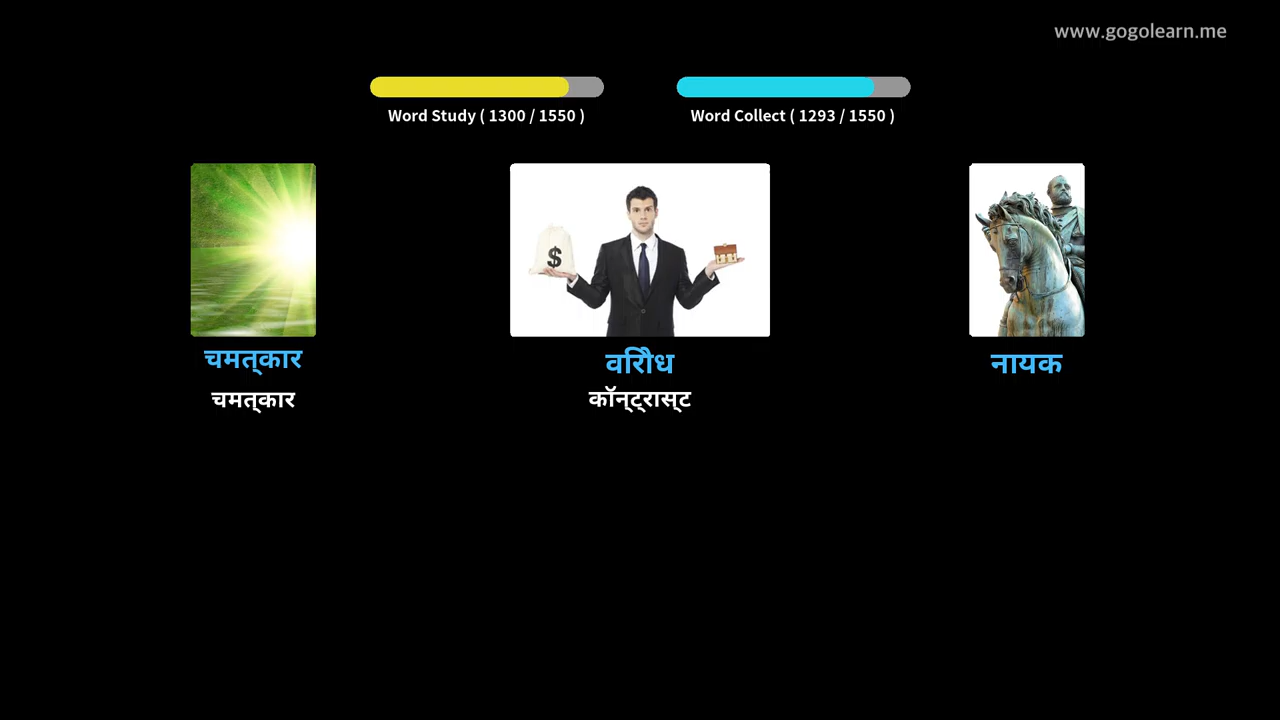 www.gogolearn.me
Word Study ( 1300 / 1550 )
Word Collect ( 1293 / 1550 )
चमत्कार
चमत्कार
विरोध
कॉन्ट्रास्ट
नायक